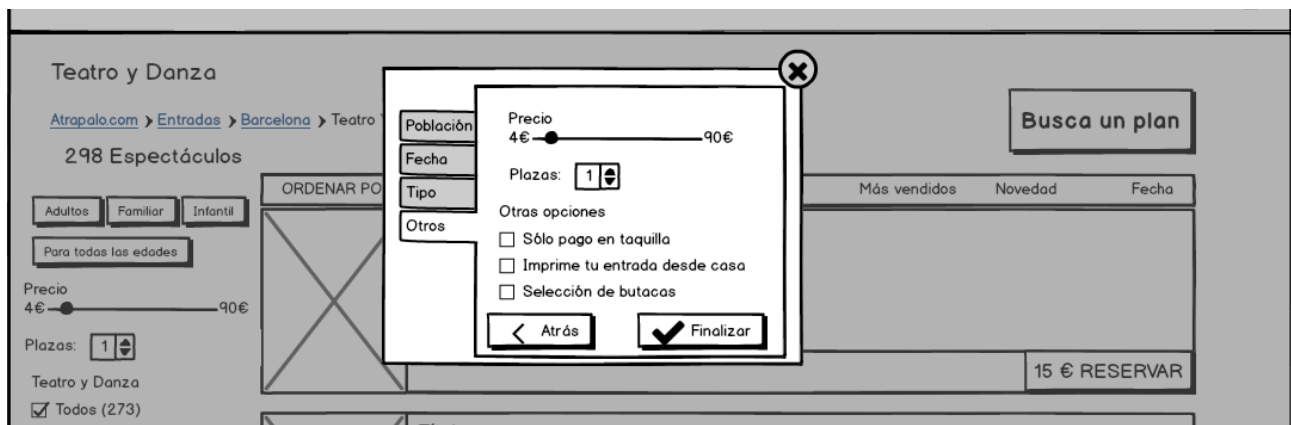 Teatro y Danza
Atrapalo.com > Entradas > Barcelona > Teatro
298 Espectáculos
Adultos Familiar Infantil
Para todas las edades
Precio
4€ 90€
Plazas: 1
Teatro y Danza
Todos (273)
Población
Fecha
Tipo
Otros
Precio
4€ 90€
Plazas: 1
Otras opciones
Sólo pago en taquilla
Imprime tu entrada desde casa
Selección de butacas
Atrás Finalizar
Busca un plan
ORDENAR PO Más vendidos Novedad Fecha
15 € RESERVAR